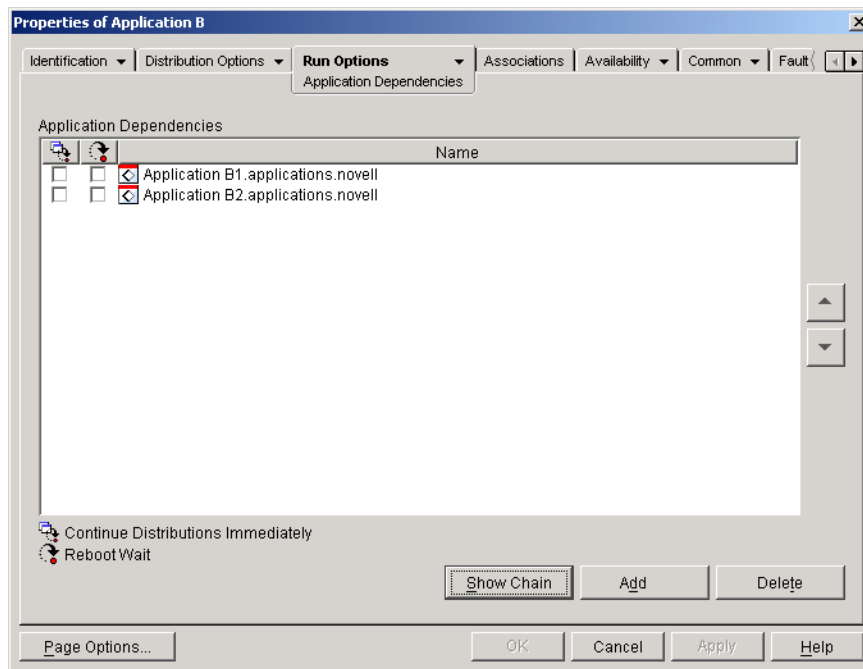 Properties of Application B
Identification Distribution Options Run Options Associations Availability Common Fault
Application Dependencies
Application Dependencies
Name
Application B1.applications.novell
Application B2.applications.novell
Continue Distributions Immediately
Reboot Wait
Show Chain Add Delete
Page Options... OK Cancel Apply Help